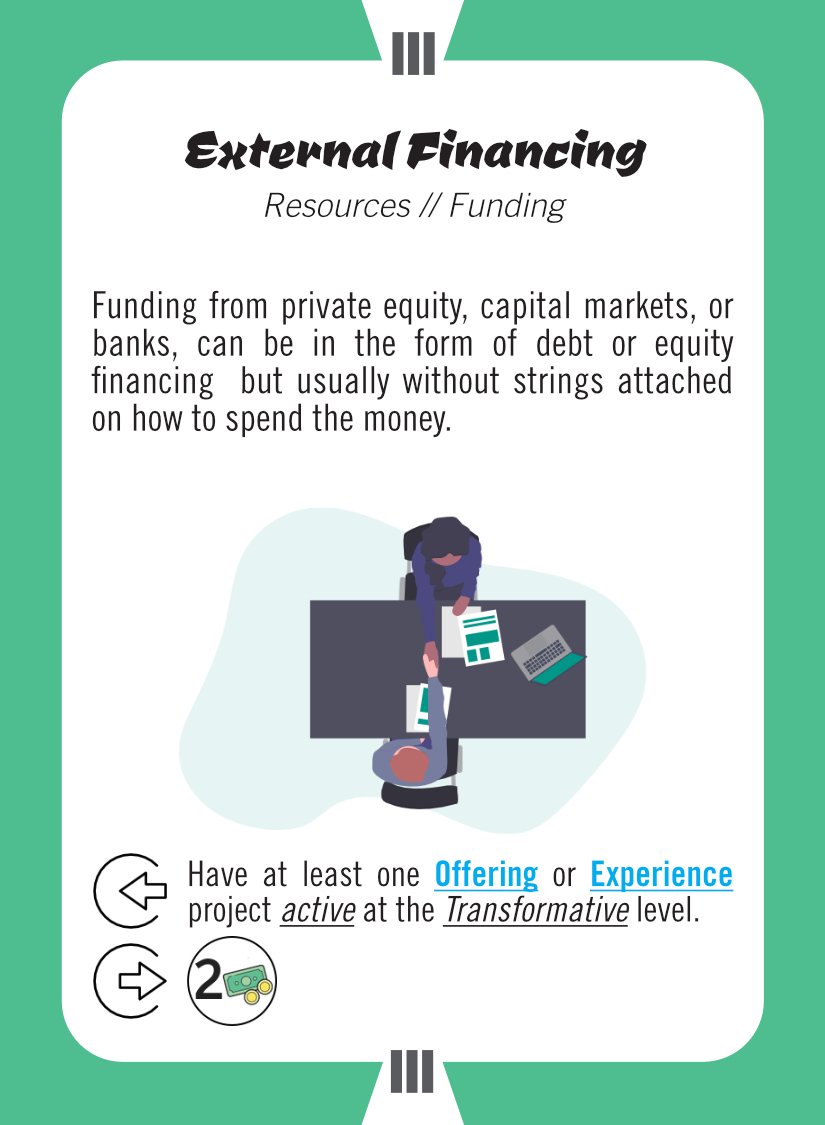 III
External Financing
Resources // Funding
Funding from private equity, capital markets, or
banks, can be in the form of debt or equity
financing  but usually without strings attached
on how to spend the money.
Have at least one Offering or Experience
project active at the Transformative level.
2
III